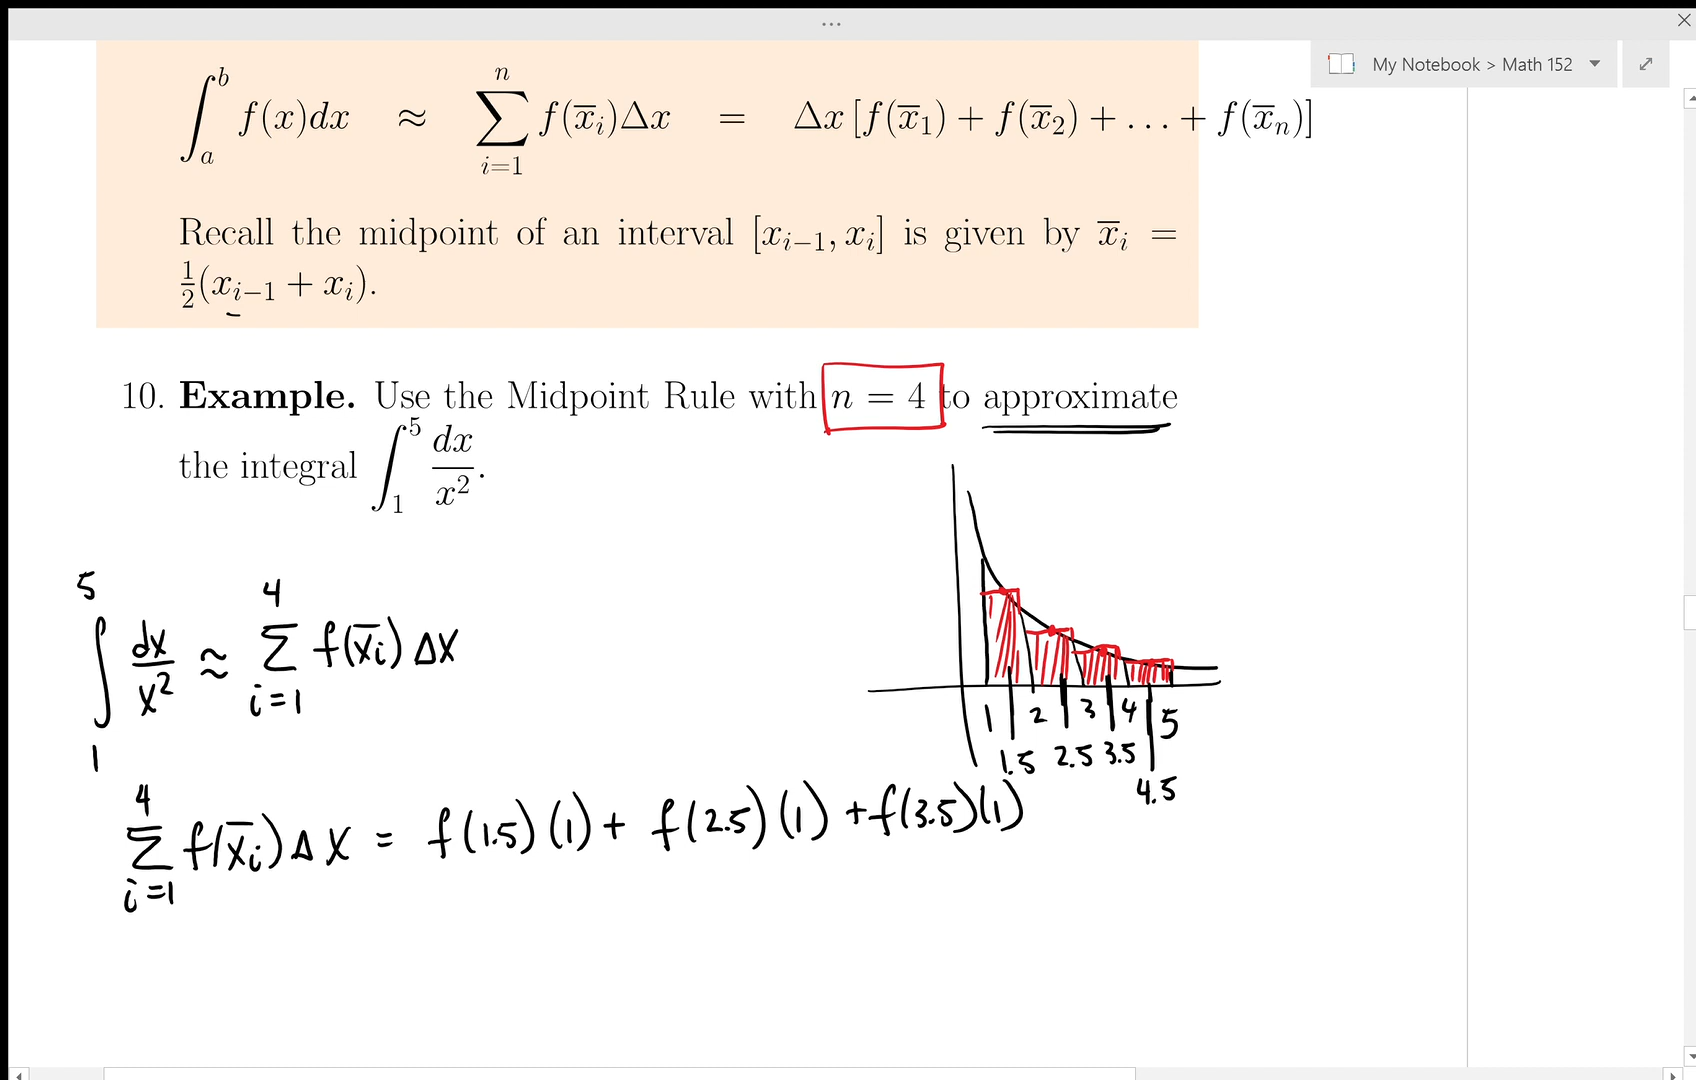 ...
My Notebook > Math 152
∫_a^b f(x)dx ≈ ∑_{i=1}^n f(x̄_i)Δx = Δx [f(x̄_1) + f(x̄_2) + . . . + f(x̄_n)]
Recall the midpoint of an interval [x_{i−1}, x_i] is given by x̄_i =
½(x_{i−1} + x_i).
10. Example. Use the Midpoint Rule with n = 4 to approximate
the integral ∫_1^5 dx/x².
∫_1^5 dx/x² ≈ ∑_{i=1}^4 f(x̄_i) Δx
1 2 3 4 5
1.5 2.5 3.5
4.5
∑_{i=1}^4 f(x̄_i) Δx = f(1.5)(1) + f(2.5)(1) + f(3.5)(1)